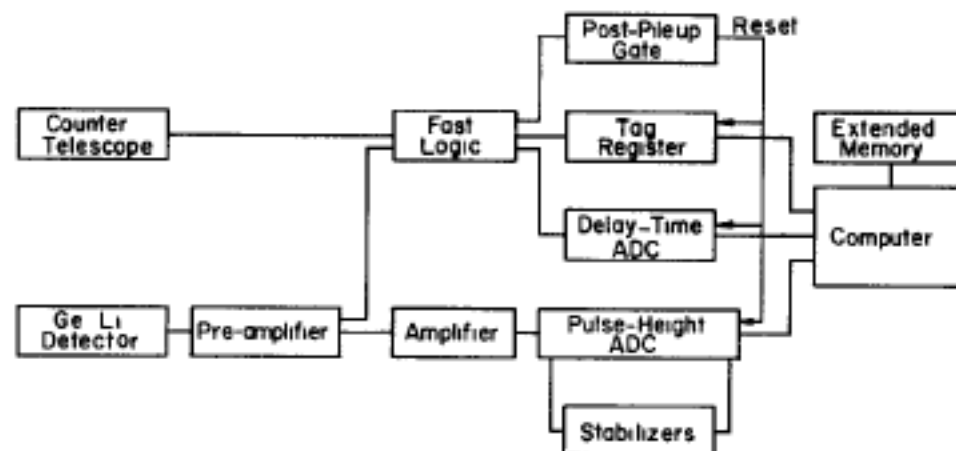 Post-Pileup
Gate
Reset
Counter
Telescope
Fast
Logic
Tag
Register
Extended
Memory
Delay-Time
ADC
Computer
Ge Li
Detector
Pre-amplifier
Amplifier
Pulse-Height
ADC
Stabilizers